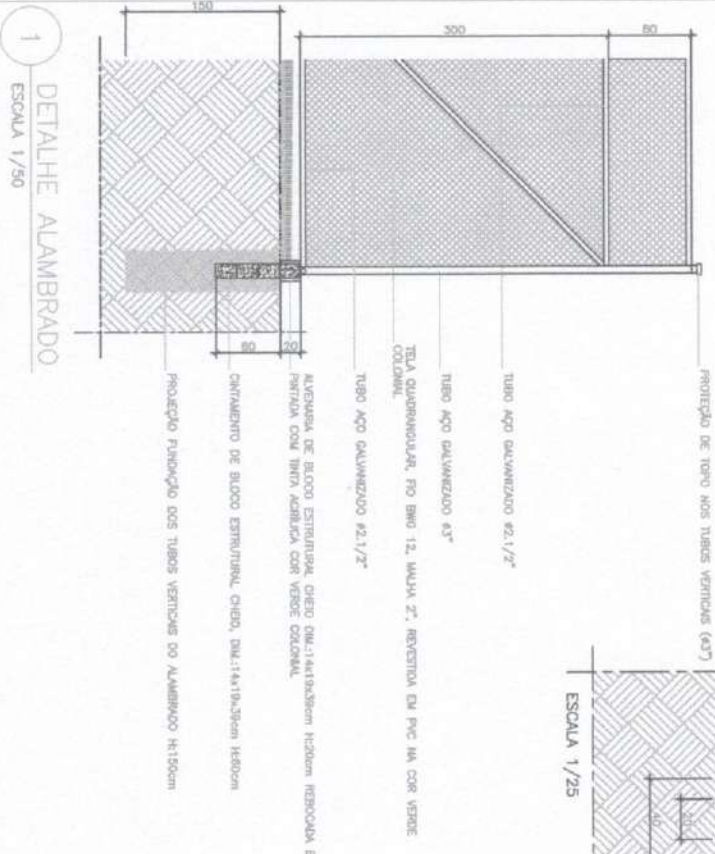 PROTEÇÃO DE TOPO NOS TUBOS VERTICAIS (ø3")
TUBO AÇO GALVANIZADO ø2.1/2"
TUBO AÇO GALVANIZADO ø3"
TELA QUADRANGULAR, FIO BWG 12, MALHA 2", REVESTIDA EM PVC NA COR VERDE
COLONIAL
TUBO AÇO GALVANIZADO ø2.1/2"
ALVENARIA DE BLOCO ESTRUTURAL CHEIO DIM.:14x19x39cm H:20cm REBOCADA E
PINTADA COM TINTA ACRÍLICA COR VERDE COLONIAL
CINTAMENTO DE BLOCO ESTRUTURAL CHEIO, DIM.:14x19x39cm H:60cm
PROJEÇÃO FUNDAÇÃO DOS TUBOS VERTICAIS DO ALAMBRADO H:150cm
80
300
150
20
60
20
40
ESCALA 1/25
1
DETALHE ALAMBRADO
ESCALA 1/50